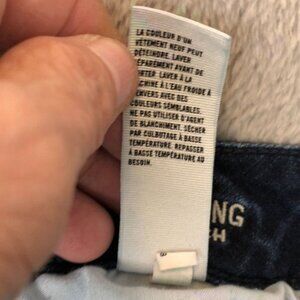 LA COULEUR D'UN
VÊTEMENT NEUF PEUT
DÉTEINDRE. LAVER
SÉPARÉMENT AVANT DE
PORTER. LAVER À LA
MACHINE À L'EAU FROIDE À
L'ENVERS AVEC DES
COULEURS SEMBLABLES.
NE PAS UTILISER D'AGENT
DE BLANCHIMENT. SÉCHER
PAR CULBUTAGE À BASSE
TEMPÉRATURE. REPASSER
À BASSE TEMPÉRATURE AU
BESOIN.
NG
H